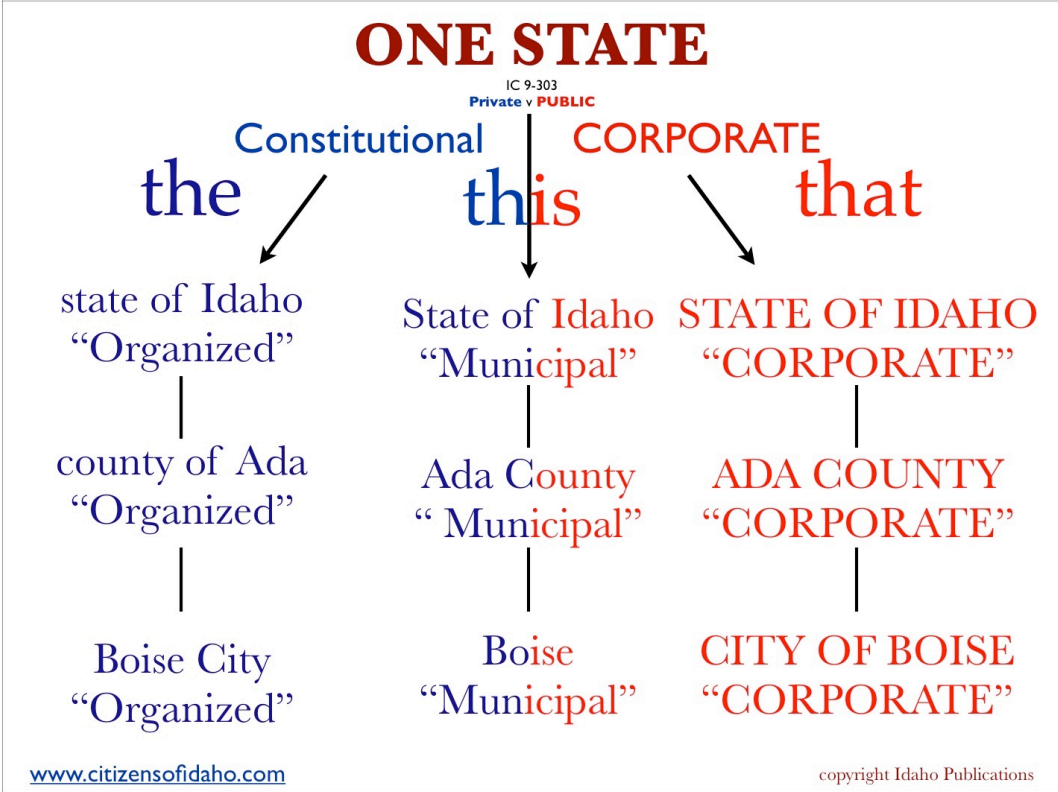 ONE STATE
IC 9-303
Private v PUBLIC
Constitutional
CORPORATE
the
this
that
state of Idaho
“Organized”
State of Idaho
“Municipal”
STATE OF IDAHO
“CORPORATE”
county of Ada
“Organized”
Ada County
“ Municipal”
ADA COUNTY
“CORPORATE”
Boise City
“Organized”
Boise
“Municipal”
CITY OF BOISE
“CORPORATE”
www.citizensofidaho.com
copyright Idaho Publications